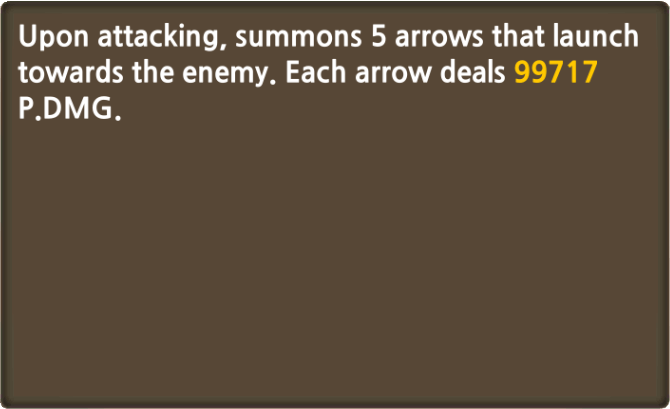 Upon attacking, summons 5 arrows that launch
towards the enemy. Each arrow deals 99717
P.DMG.